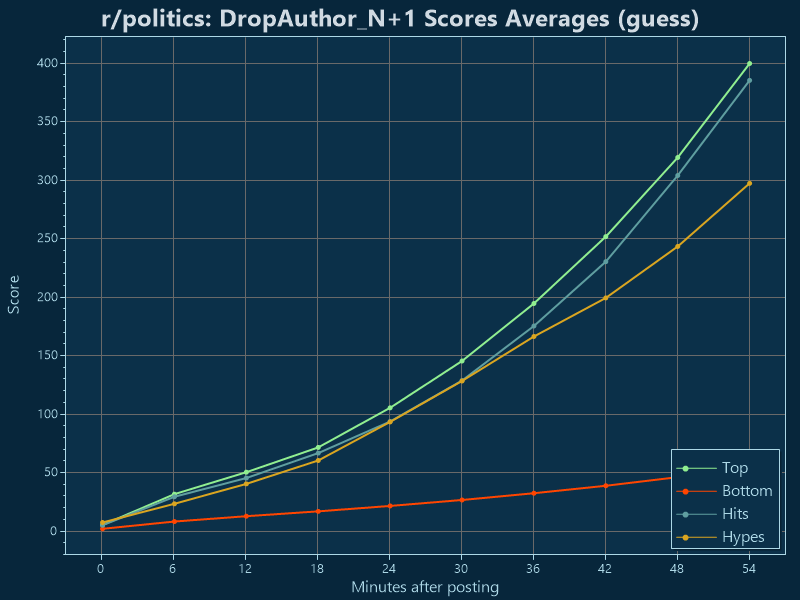 r/politics: DropAuthor_N+1 Scores Averages (guess)
400
350
300
250
200
150
100
50
0
Score
0 6 12 18 24 30 36 42 48 54
Minutes after posting
Top
Bottom
Hits
Hypes